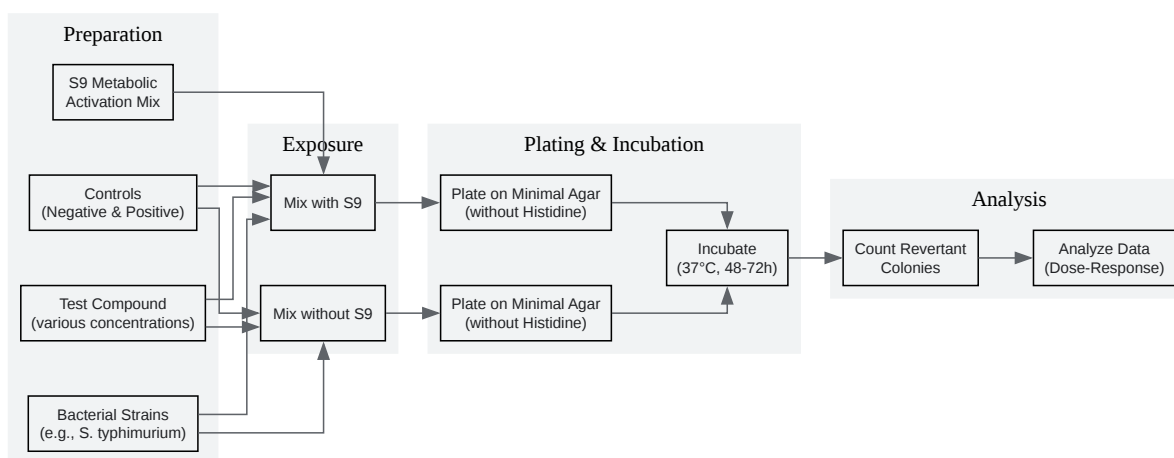 Preparation
S9 Metabolic
Activation Mix
Controls
(Negative & Positive)
Test Compound
(various concentrations)
Bacterial Strains
(e.g., S. typhimurium)
Exposure
Mix with S9
Mix without S9
Plating & Incubation
Plate on Minimal Agar
(without Histidine)
Plate on Minimal Agar
(without Histidine)
Incubate
(37°C, 48-72h)
Analysis
Count Revertant
Colonies
Analyze Data
(Dose-Response)